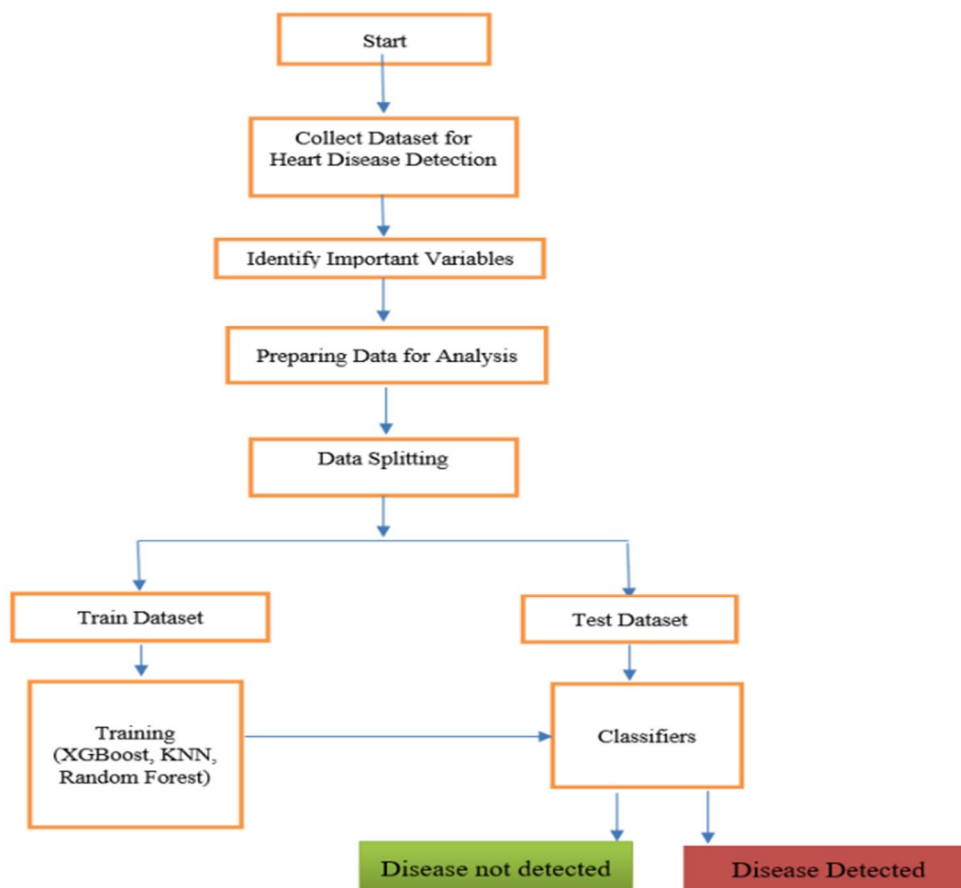 Start
Collect Dataset for
Heart Disease Detection
Identify Important Variables
Preparing Data for Analysis
Data Splitting
Train Dataset
Test Dataset
Training
(XGBoost, KNN,
Random Forest)
Classifiers
Disease not detected
Disease Detected